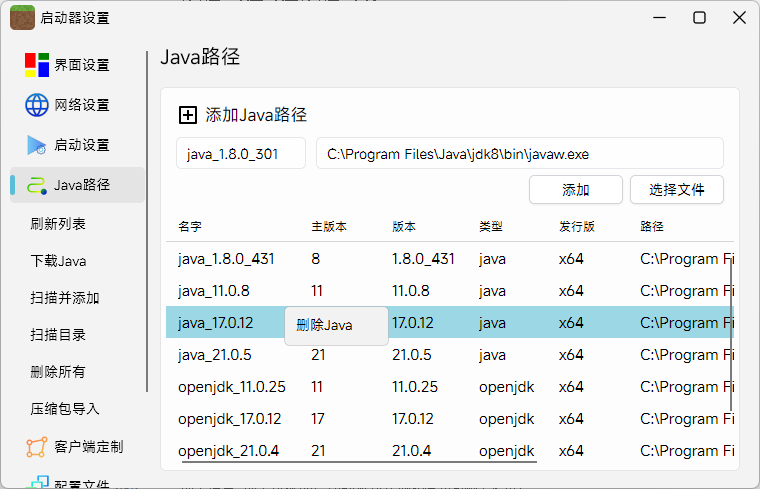 启动器设置
界面设置
网络设置
启动设置
Java路径
刷新列表
下载Java
扫描并添加
扫描目录
删除所有
压缩包导入
客户端定制
配置文件
Java路径
添加Java路径
java_1.8.0_301 C:\Program Files\Java\jdk8\bin\javaw.exe
添加 选择文件
名字 主版本 版本 类型 发行版 路径
java_1.8.0_431 8 1.8.0_431 java x64 C:\Program Fi
java_11.0.8 11 11.0.8 java x64 C:\Program Fi
java_17.0.12 17.0.12 java x64 C:\Program Fi
删除Java
java_21.0.5 21 21.0.5 java x64 C:\Program Fi
openjdk_11.0.25 11 11.0.25 openjdk x64 C:\Program Fi
openjdk_17.0.12 17 17.0.12 openjdk x64 C:\Program Fi
openjdk_21.0.4 21 21.0.4 openjdk x64 C:\Program Fi